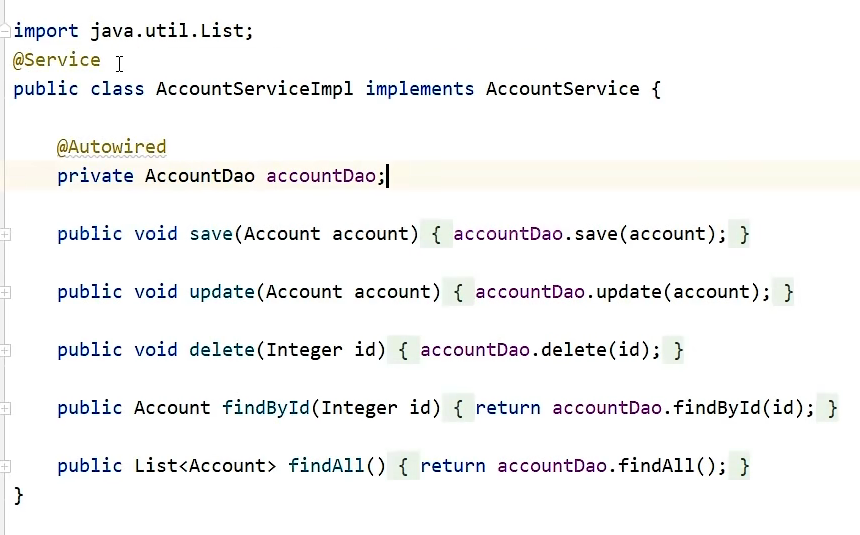 import java.util.List;
@Service
public class AccountServiceImpl implements AccountService {
@Autowired
private AccountDao accountDao;
public void save(Account account) { accountDao.save(account); }
public void update(Account account) { accountDao.update(account); }
public void delete(Integer id) { accountDao.delete(id); }
public Account findById(Integer id) { return accountDao.findById(id); }
public List<Account> findAll() { return accountDao.findAll(); }
}